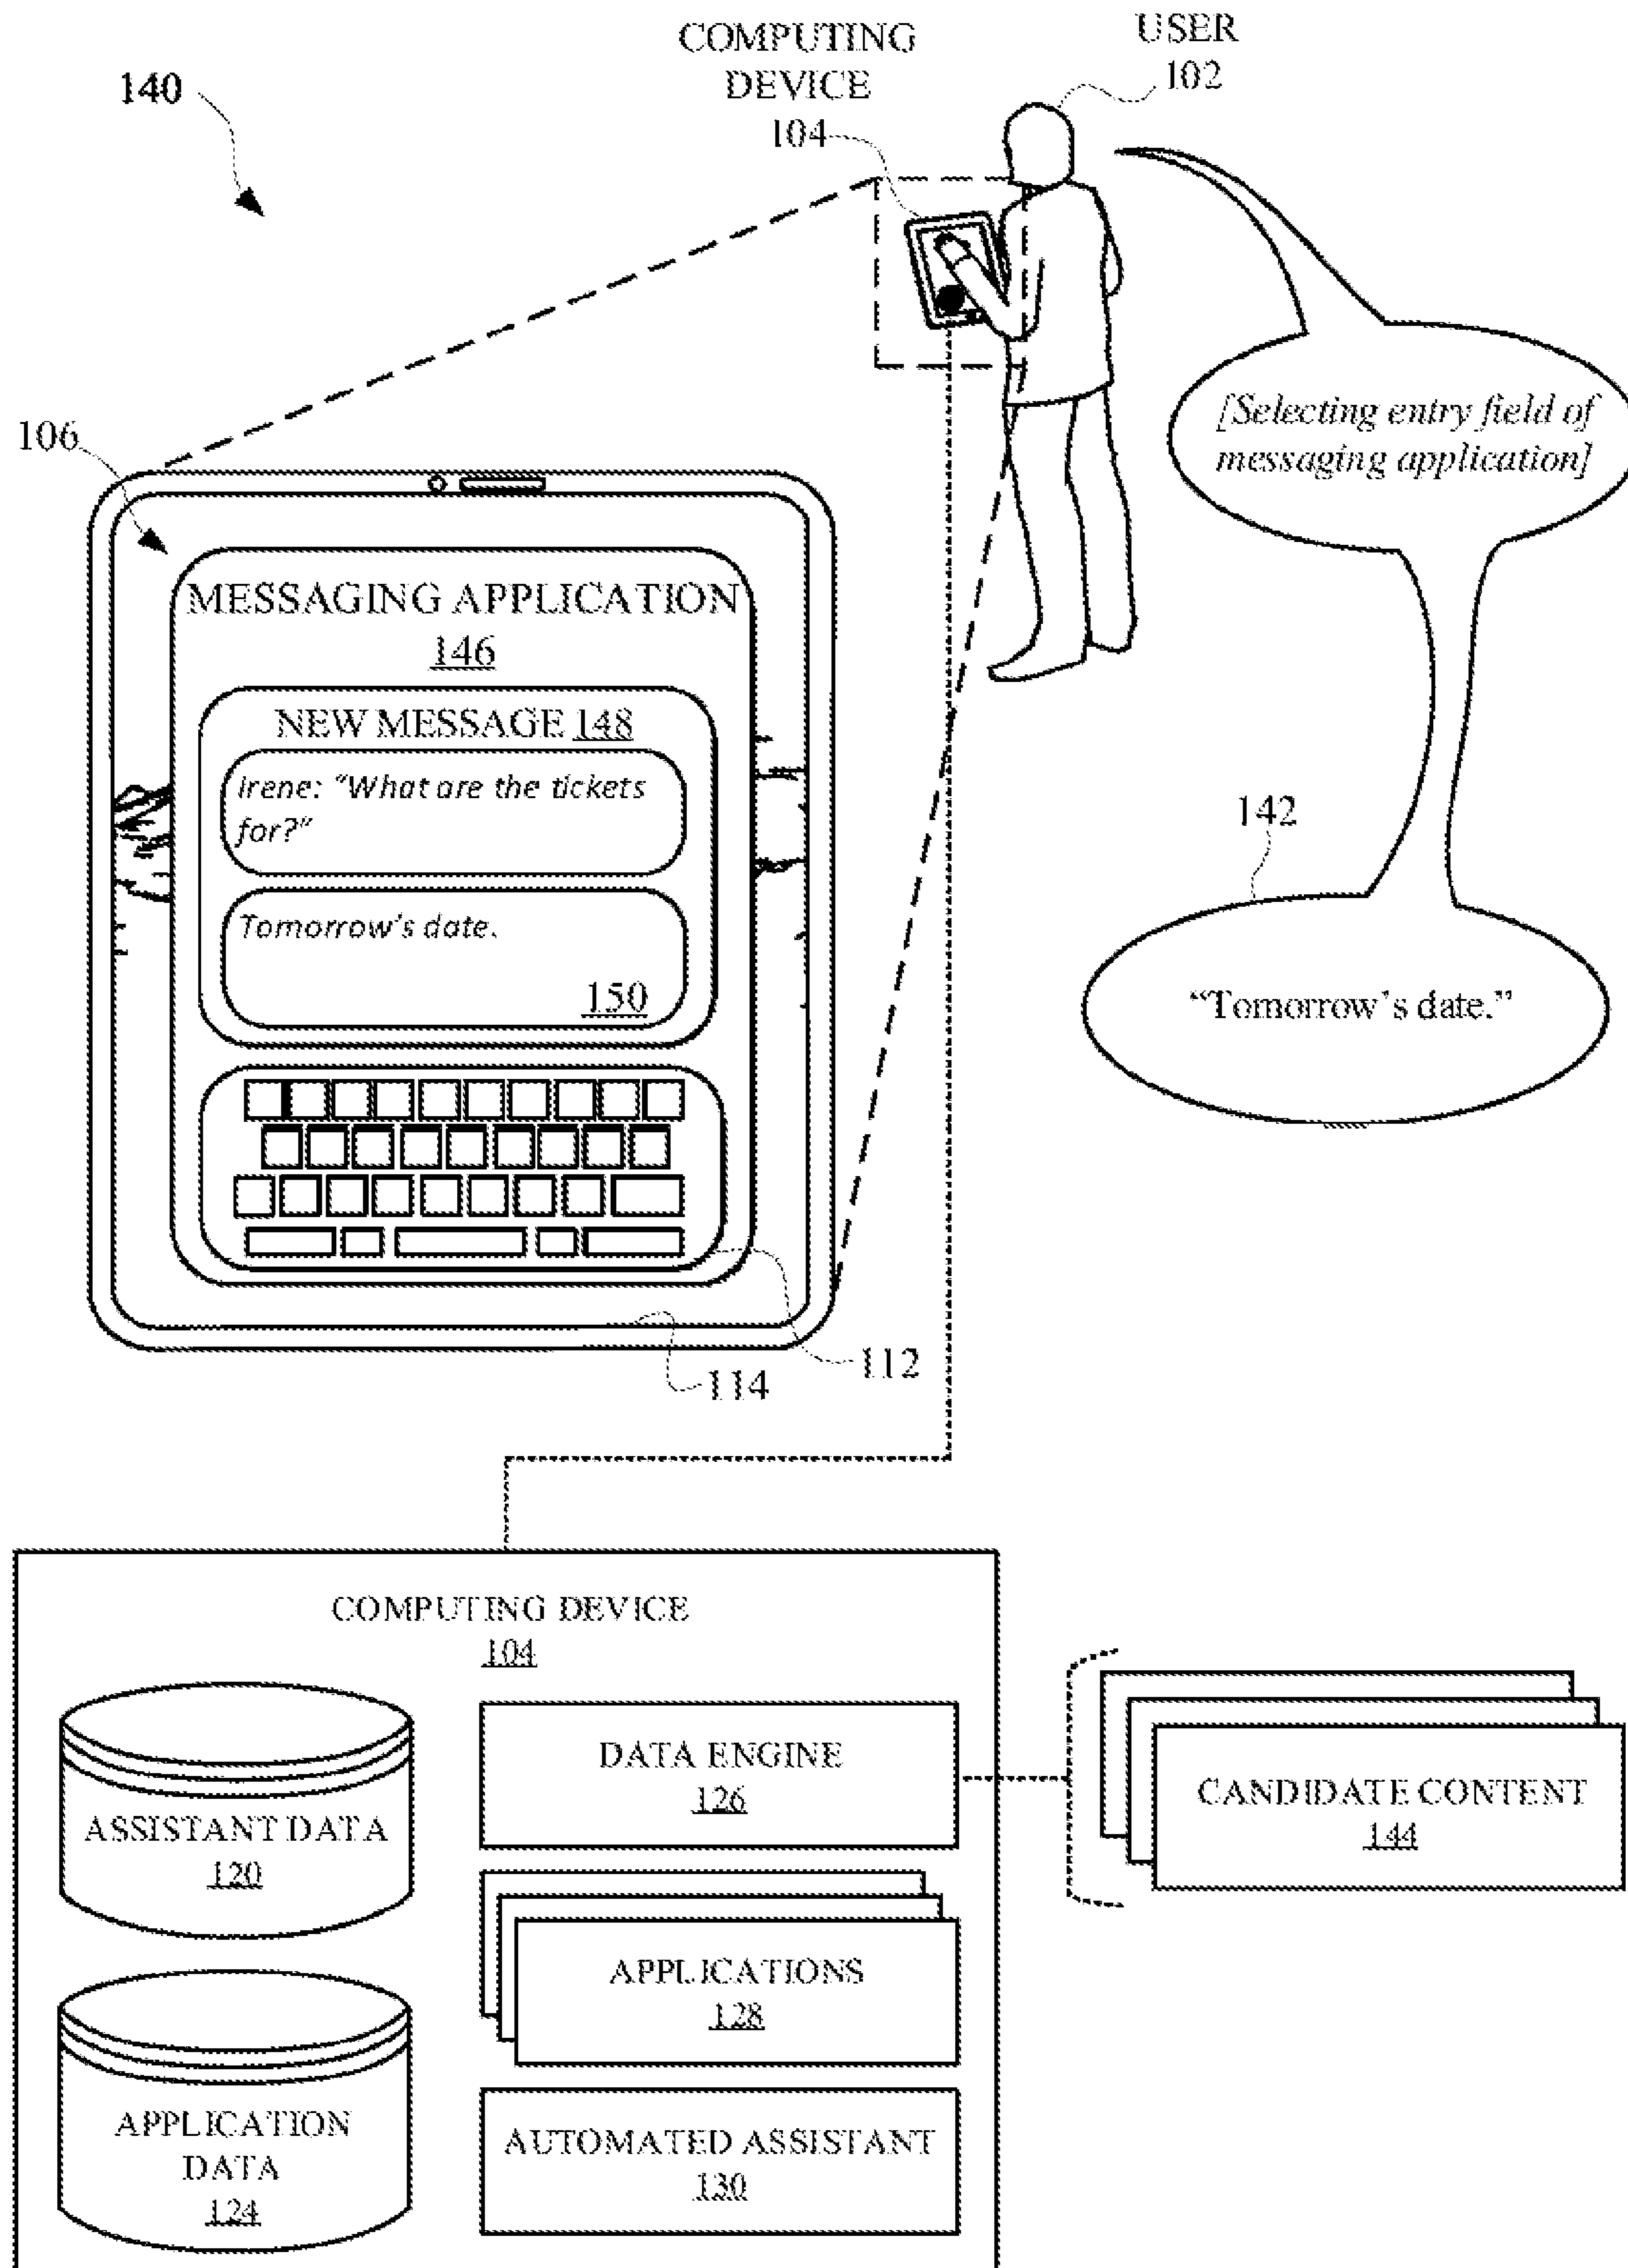 COMPUTING
DEVICE
104
USER
102
140
[Selecting entry field of
messaging application]
106
MESSAGING APPLICATION
146
NEW MESSAGE 148
Irene: “What are the tickets
for?”
Tomorrow’s date.
150
142
“Tomorrow’s date.”
112
114
COMPUTING DEVICE
104
ASSISTANT DATA
120
DATA ENGINE
126
CANDIDATE CONTENT
144
APPLICATIONS
128
APPLICATION
DATA
124
AUTOMATED ASSISTANT
130